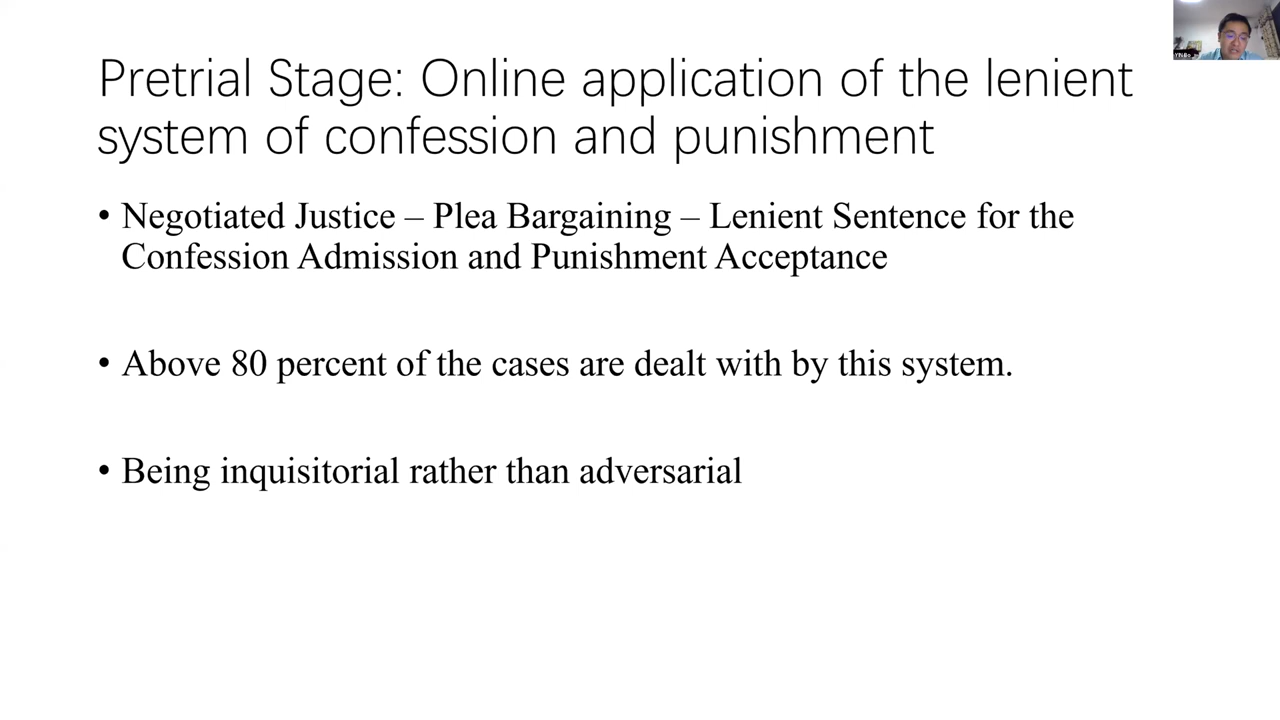 Pretrial Stage: Online application of the lenient
system of confession and punishment
• Negotiated Justice – Plea Bargaining – Lenient Sentence for the
Confession Admission and Punishment Acceptance
• Above 80 percent of the cases are dealt with by this system.
• Being inquisitorial rather than adversarial